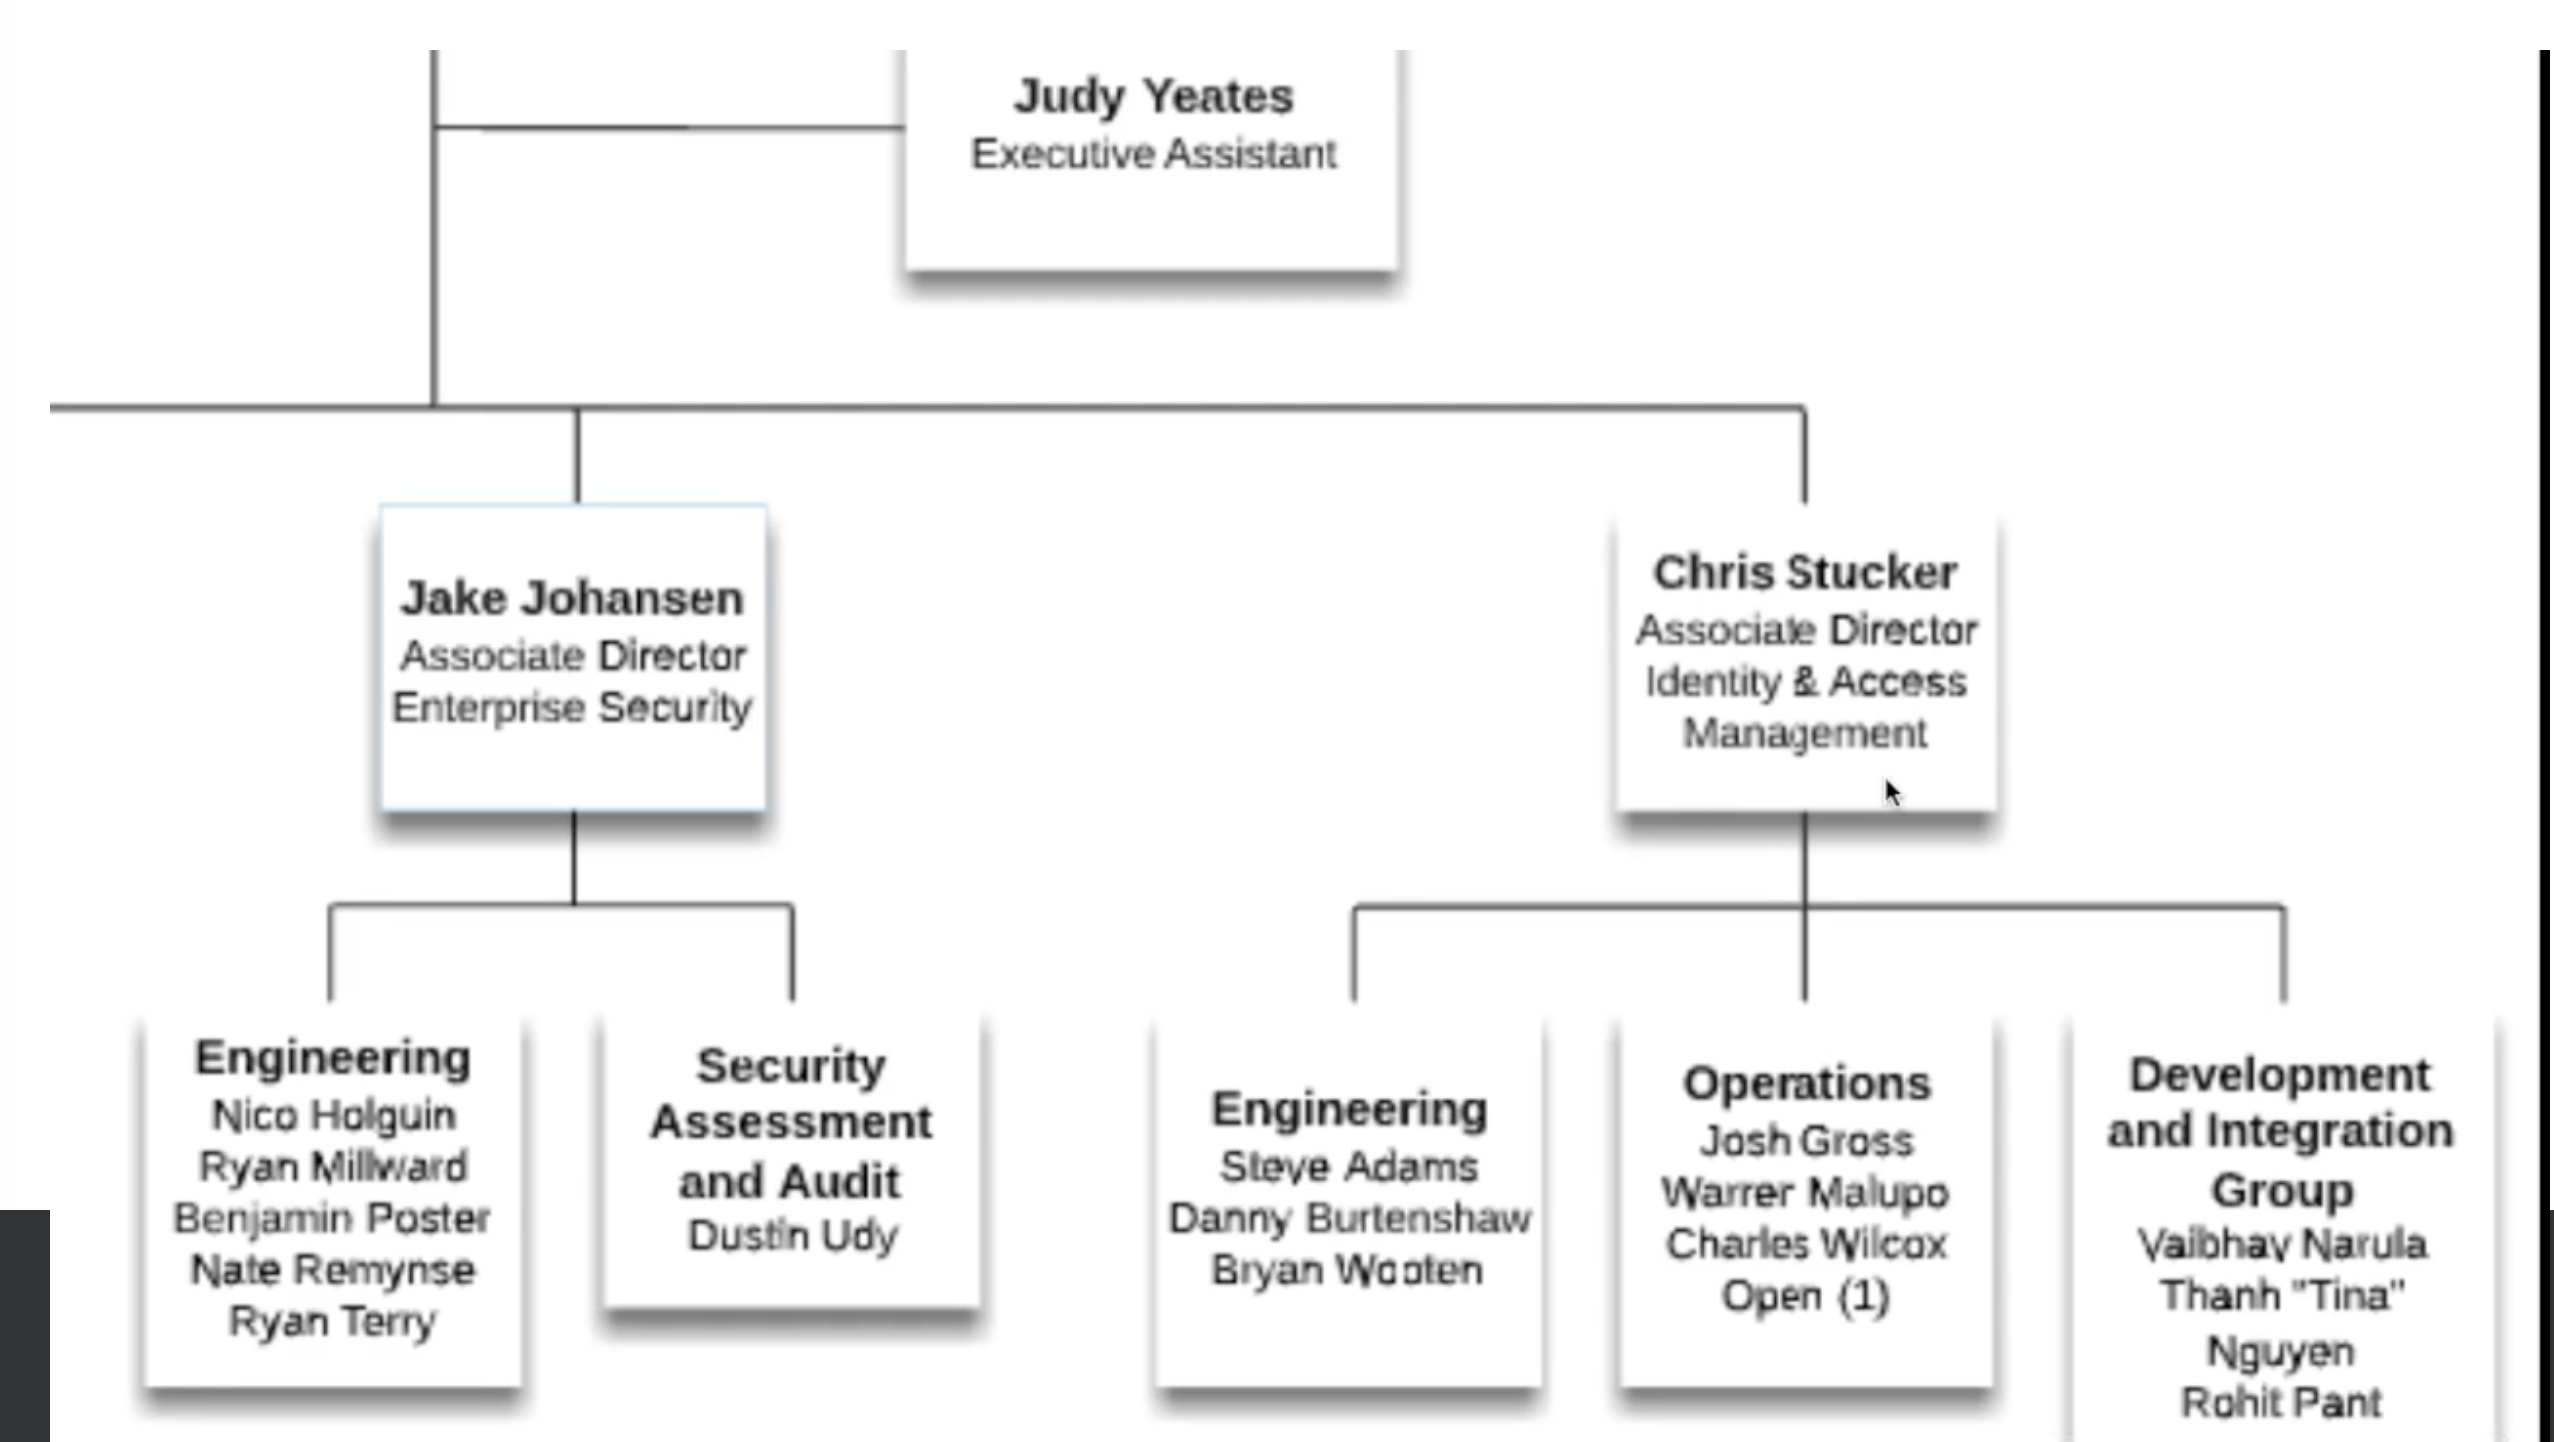 Judy Yeates
Executive Assistant
Jake Johansen
Associate Director
Enterprise Security
Chris Stucker
Associate Director
Identity & Access
Management
Engineering
Nico Holguin
Ryan Millward
Benjamin Poster
Nate Remynse
Ryan Terry
Security
Assessment
and Audit
Dustin Udy
Engineering
Steve Adams
Danny Burtenshaw
Bryan Wooten
Operations
Josh Gross
Warrer Malupo
Charles Wilcox
Open (1)
Development
and Integration
Group
Vaibhav Narula
Thanh "Tina"
Nguyen
Rohit Pant